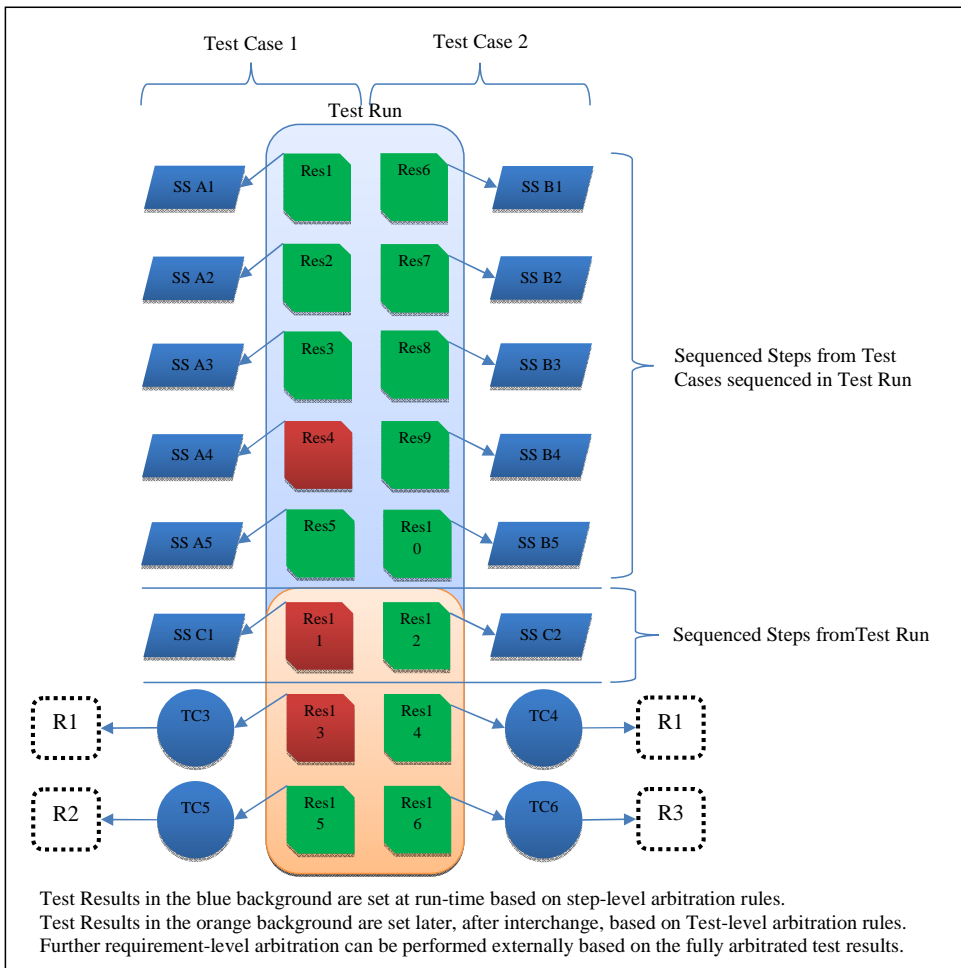 Test Case 1
Test Case 2
Test Run
SS A1
Res1
Res6
SS B1
SS A2
Res2
Res7
SS B2
SS A3
Res3
Res8
SS B3
Sequenced Steps from Test
Cases sequenced in Test Run
SS A4
Res4
Res9
SS B4
SS A5
Res5
Res1
0
SS B5
SS C1
Res1
1
Res1
2
SS C2
Sequenced Steps fromTest Run
R1
TC3
Res1
3
Res1
4
TC4
R1
R2
TC5
Res1
5
Res1
6
TC6
R3
Test Results in the blue background are set at run-time based on step-level arbitration rules.
Test Results in the orange background are set later, after interchange, based on Test-level arbitration rules.
Further requirement-level arbitration can be performed externally based on the fully arbitrated test results.